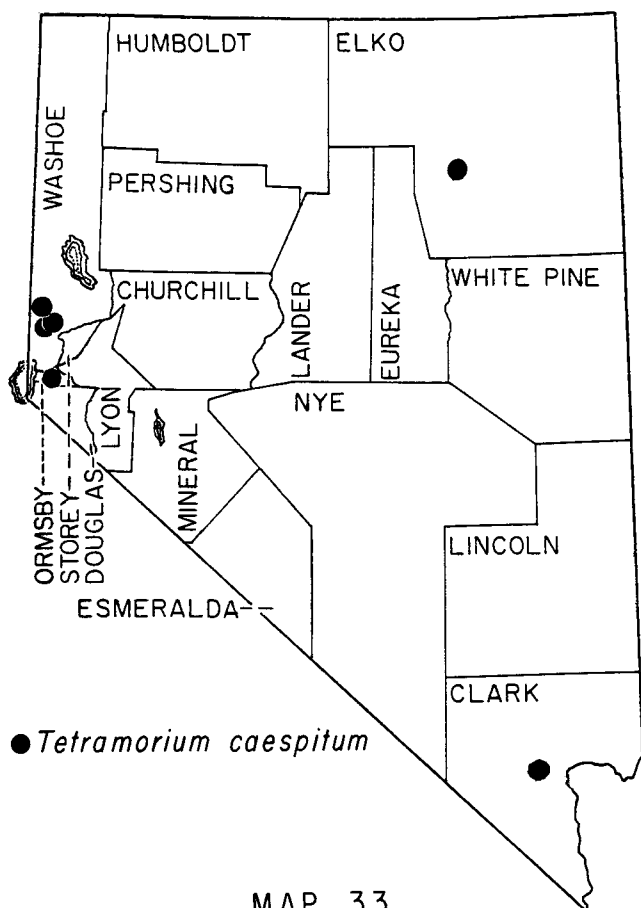 HUMBOLDT
ELKO
WASHOE
PERSHING
CHURCHILL
LANDER
EUREKA
WHITE PINE
NYE
LYON
MINERAL
ORMSBY
STOREY
DOUGLAS
LINCOLN
ESMERALDA
CLARK
Tetramorium caespitum
MAP 33